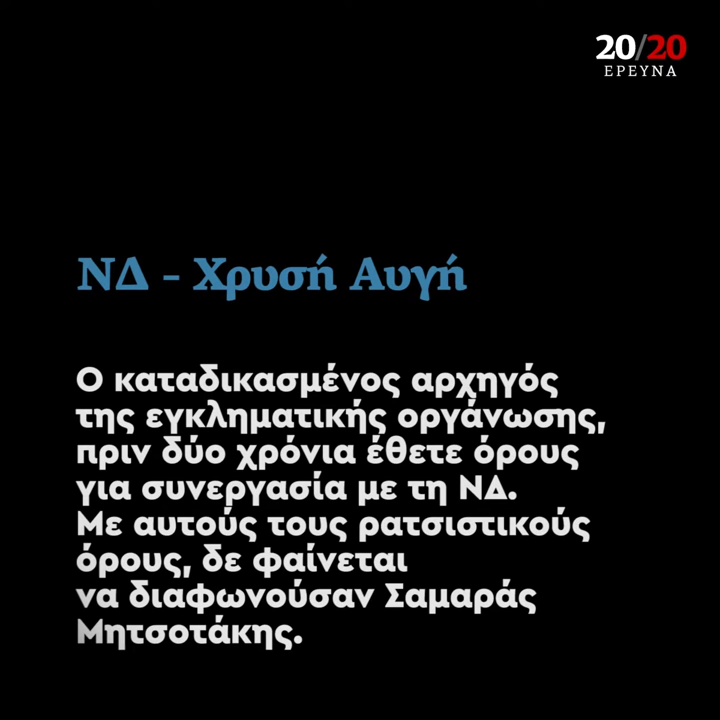 20/20
ΕΡΕΥΝΑ
ΝΔ - Χρυσή Αυγή
Ο καταδικασμένος αρχηγός
της εγκληματικής οργάνωσης,
πριν δύο χρόνια έθετε όρους
για συνεργασία με τη ΝΔ.
Με αυτούς τους ρατσιστικούς
όρους, δε φαίνεται
να διαφωνούσαν Σαμαράς
Μητσοτάκης.